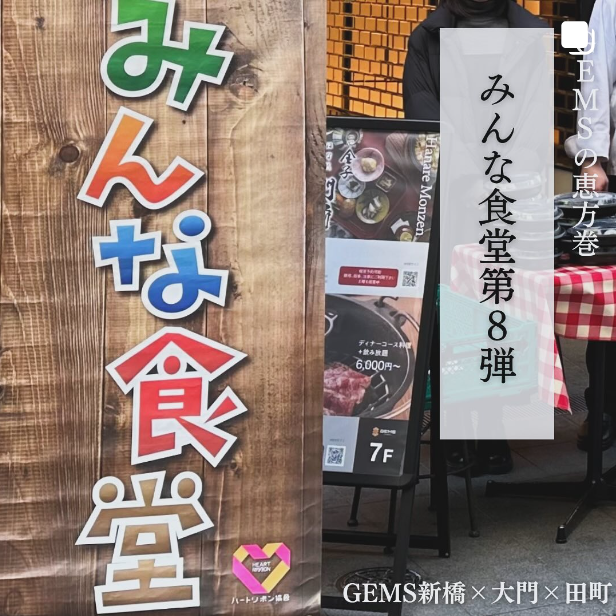 みんな食堂
HEART
RIBBON
ハートリボン協会
Hanare Monzen
ディナーコース料理
+飲み放題
6,000円〜
GEMS
7F
みんな食堂第8弾
GEMSの恵方巻
GEMS新橋×大門×田町